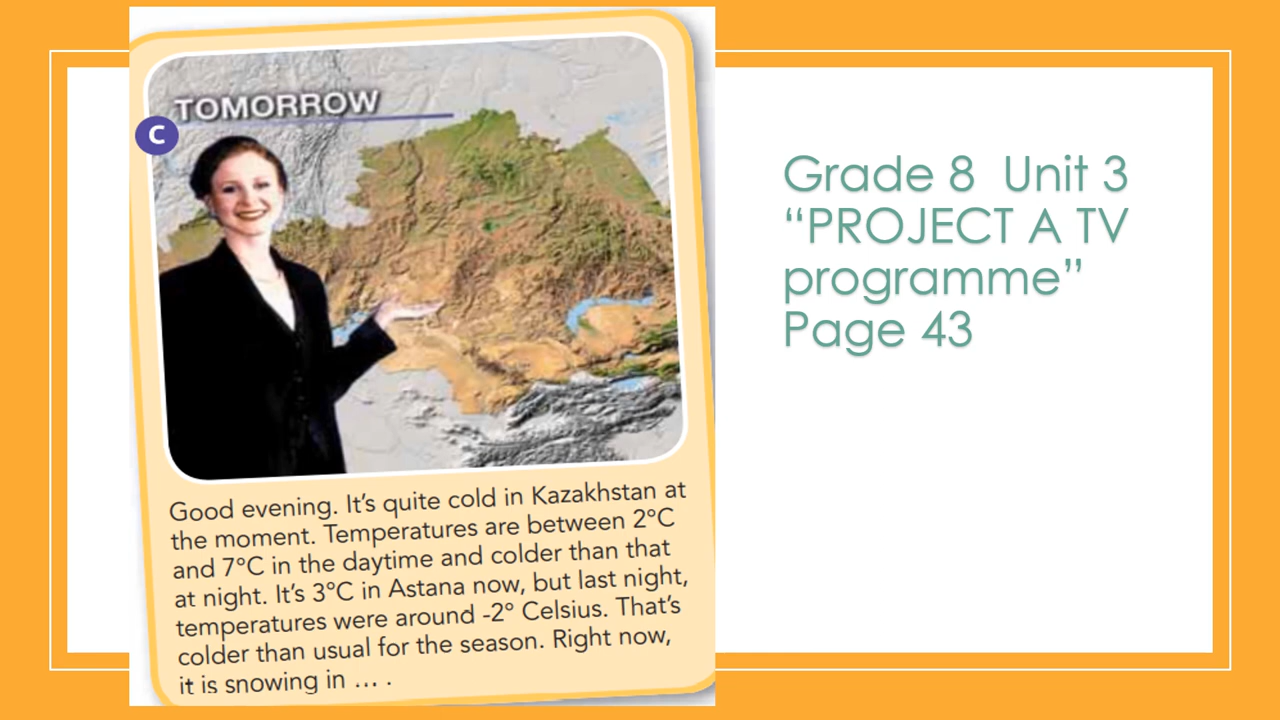 TOMORROW
C
Good evening. It's quite cold in Kazakhstan at
the moment. Temperatures are between 2°C
and 7°C in the daytime and colder than that
at night. It's 3°C in Astana now, but last night,
temperatures were around -2° Celsius. That's
colder than usual for the season. Right now,
it is snowing in … .
Grade 8 Unit 3
“PROJECT A TV
programme”
Page 43